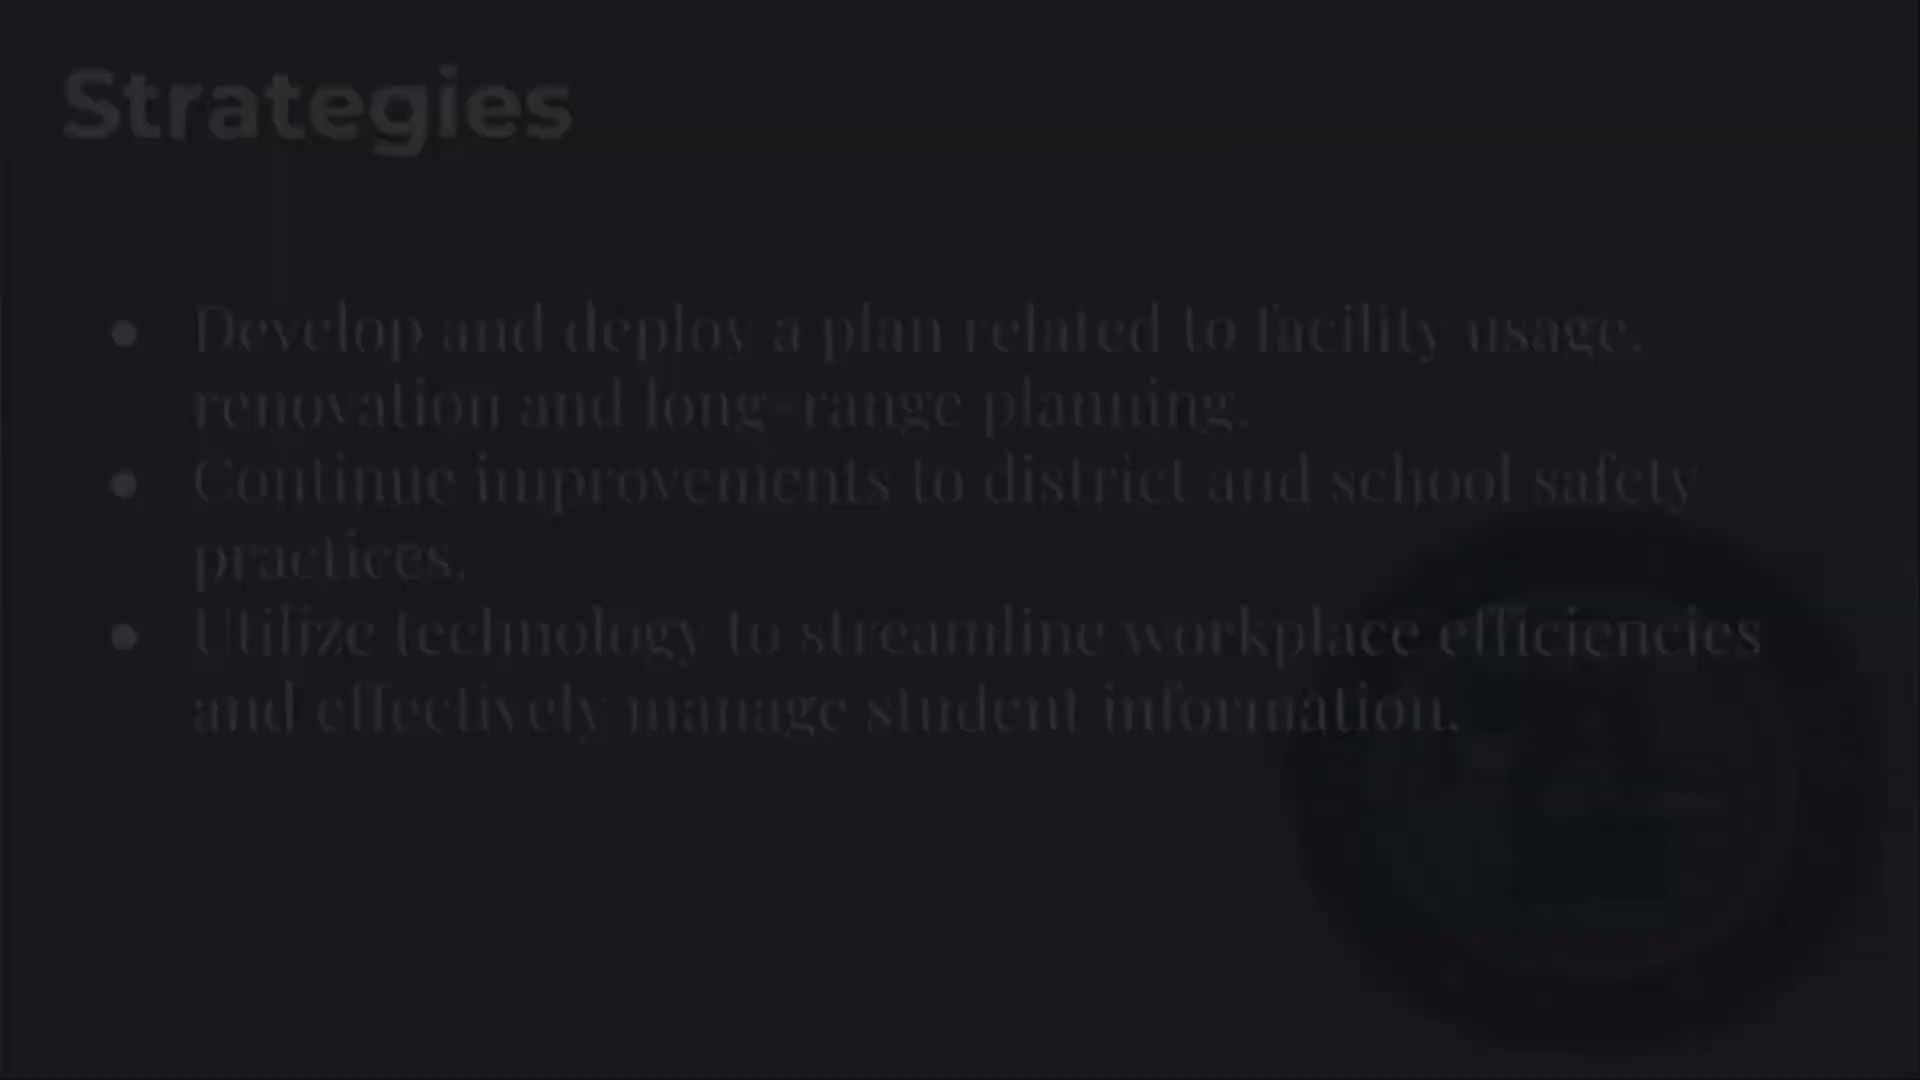 Strategies
Develop and deploy a plan related to facility usage,
renovation and long-range planning.
Continue improvements to district and school safety
practices.
Utilize technology to streamline workplace efficiencies
and effectively manage student information.